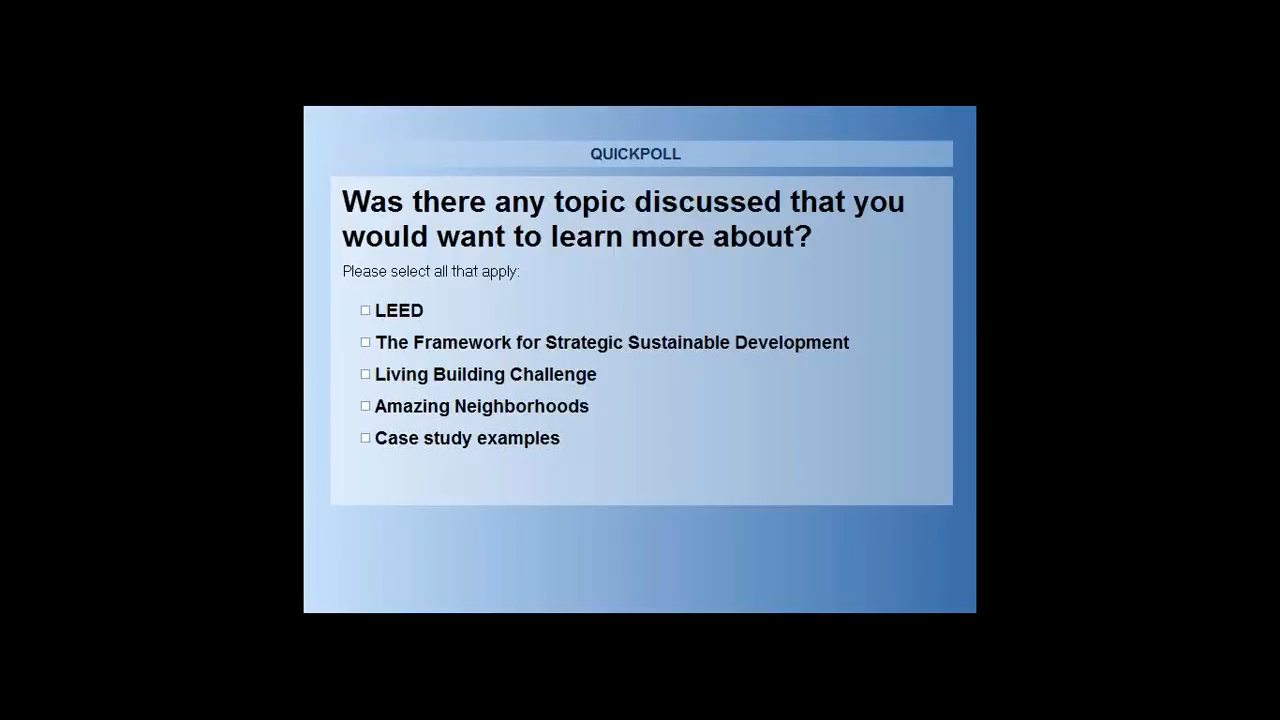 QUICKPOLL
Was there any topic discussed that you
would want to learn more about?
Please select all that apply:
LEED
The Framework for Strategic Sustainable Development
Living Building Challenge
Amazing Neighborhoods
Case study examples